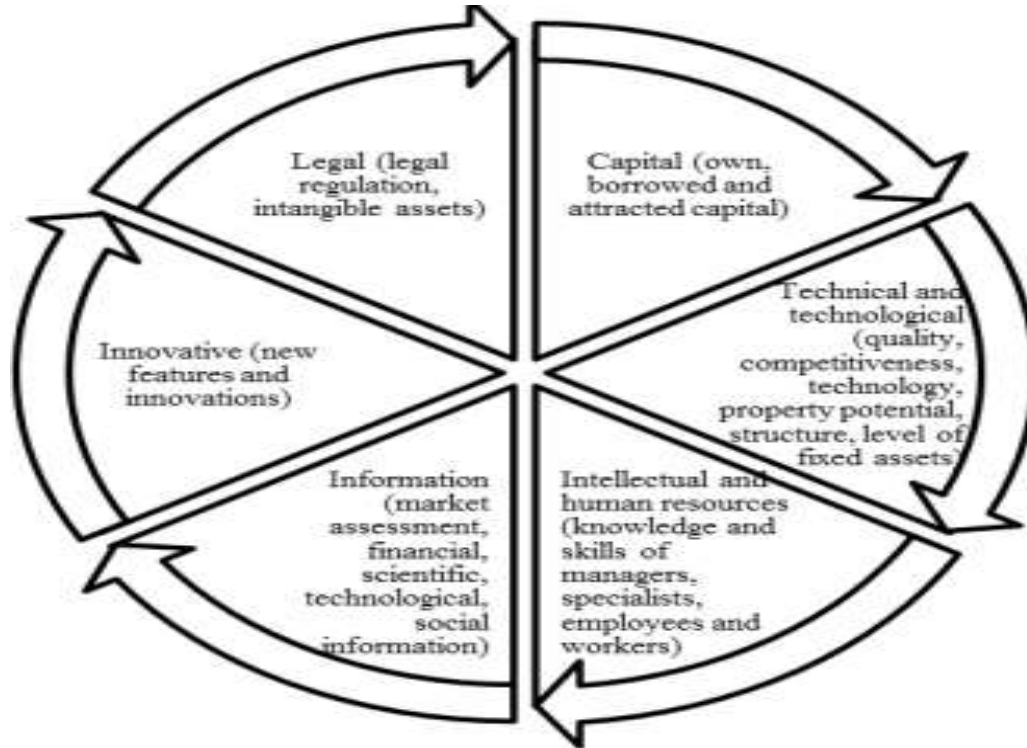 Legal (legal
regulation,
intangible assets)
Capital (own,
borrowed and
attracted capital)
Technical and
technological
(quality,
competitiveness,
technology,
property potential,
structure, level of
fixed assets)
Intellectual and
human resources
(knowledge and
skills of
managers,
specialists,
employees and
workers)
Information
(market
assessment,
financial,
scientific,
technological,
social
information)
Innovative (new
features and
innovations)